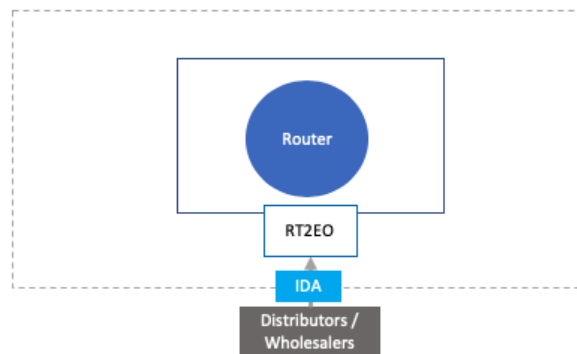 Router
RT2EO
IDA
Distributors /
Wholesalers